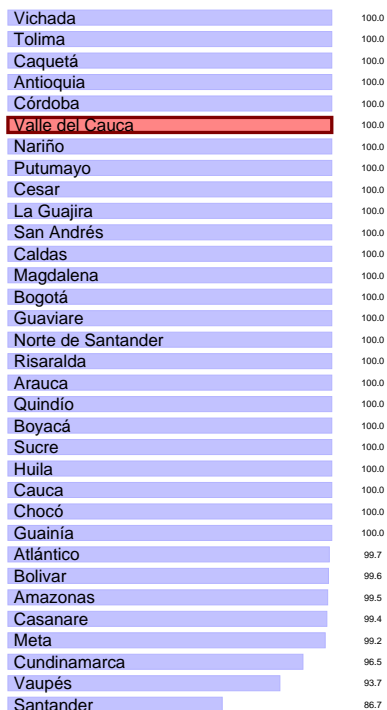 Vichada 100.0
Tolima 100.0
Caquetá 100.0
Antioquia 100.0
Córdoba 100.0
Valle del Cauca 100.0
Nariño 100.0
Putumayo 100.0
Cesar 100.0
La Guajira 100.0
San Andrés 100.0
Caldas 100.0
Magdalena 100.0
Bogotá 100.0
Guaviare 100.0
Norte de Santander 100.0
Risaralda 100.0
Arauca 100.0
Quindío 100.0
Boyacá 100.0
Sucre 100.0
Huila 100.0
Cauca 100.0
Chocó 100.0
Guainía 100.0
Atlántico 99.7
Bolivar 99.6
Amazonas 99.5
Casanare 99.4
Meta 99.2
Cundinamarca 96.5
Vaupés 93.7
Santander 86.7